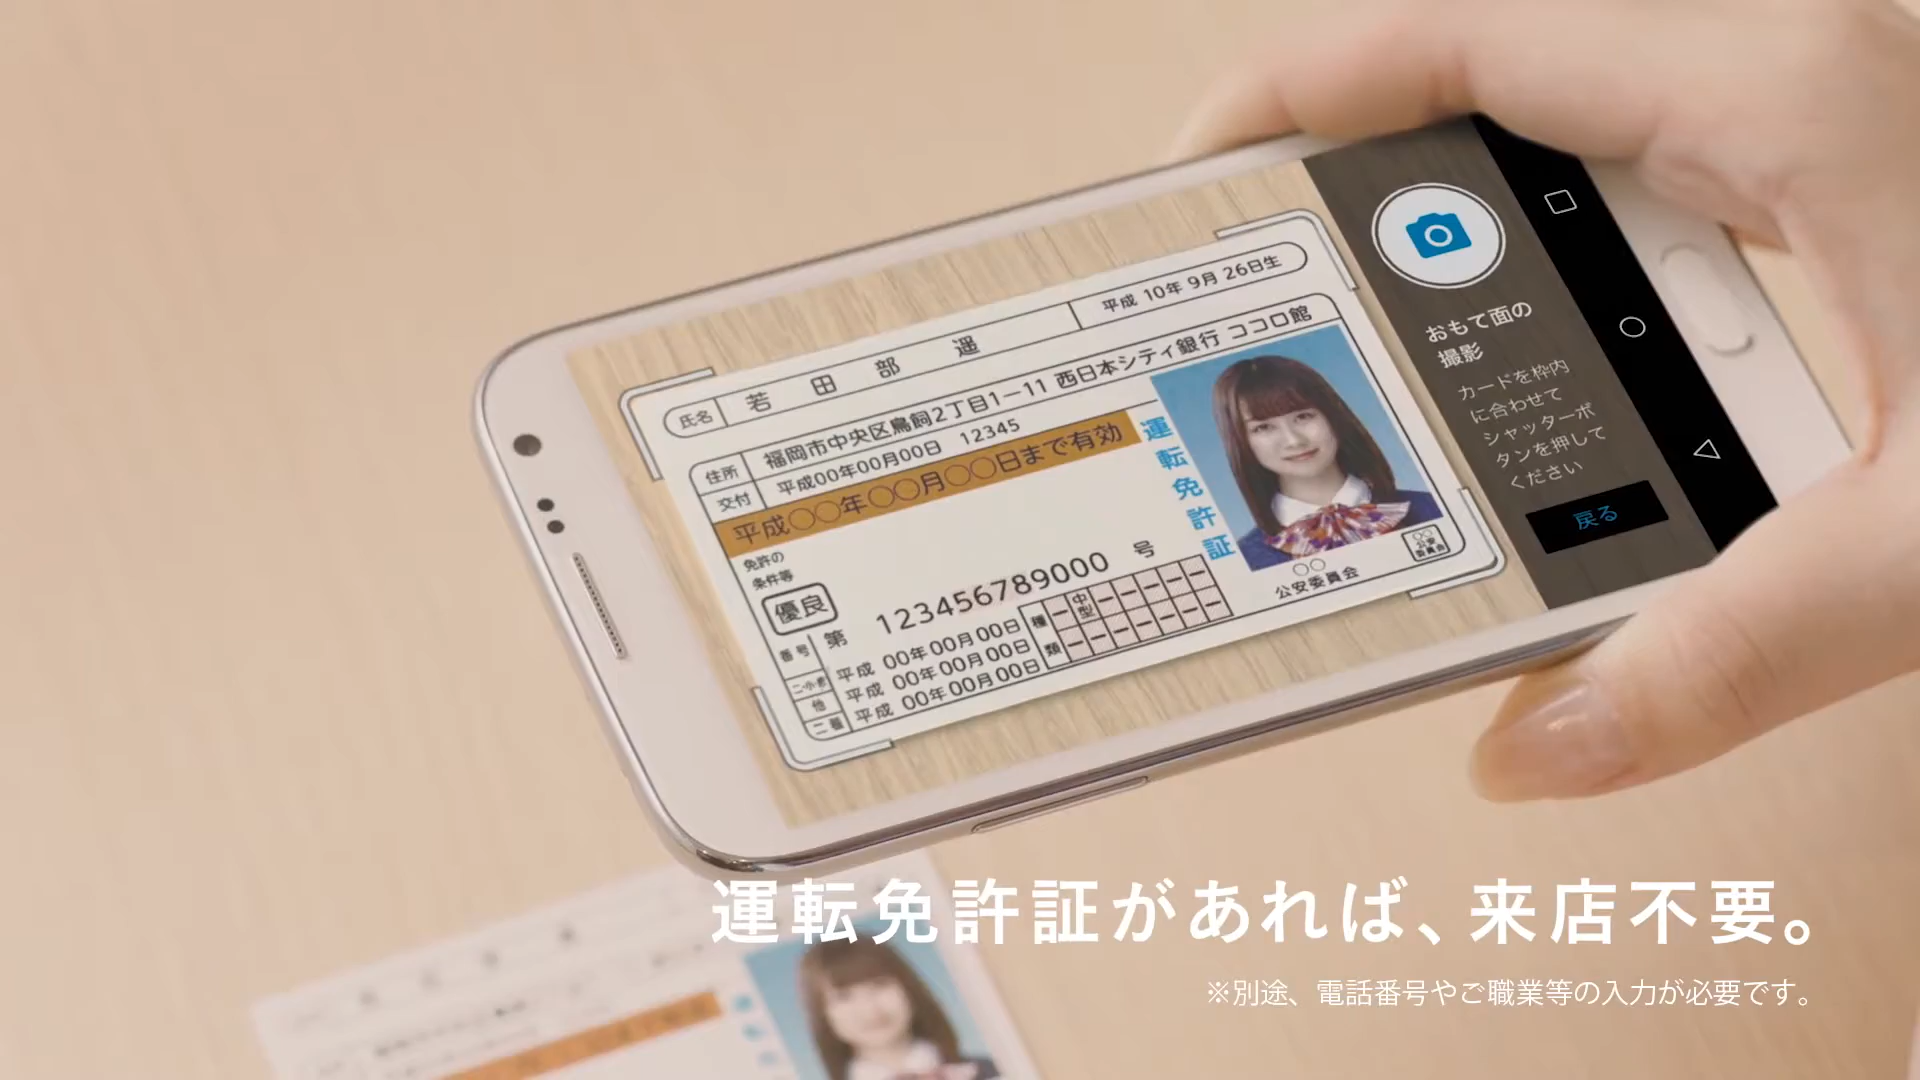 氏名 若田部 遥 平成 10年 9月 26日生
住所 福岡市中央区鳥飼2丁目1-11 西日本シティ銀行 ココロ館
交付 平成00年00月00日 12345
平成○○年○○月○○日まで有効
免許の
条件等
優良
番号 第 123456789000 号
二・小・原 平成 00年00月00日
他 平成 00年00月00日
二種 平成 00年00月00日
種類 中型
運転免許証
○○
公安委員会
○○
公安
委員会
おもて面の
撮影
カードを枠内
に合わせて
シャッターボ
タンを押して
ください
戻る
運転免許証があれば、来店不要。
※別途、電話番号やご職業等の入力が必要です。